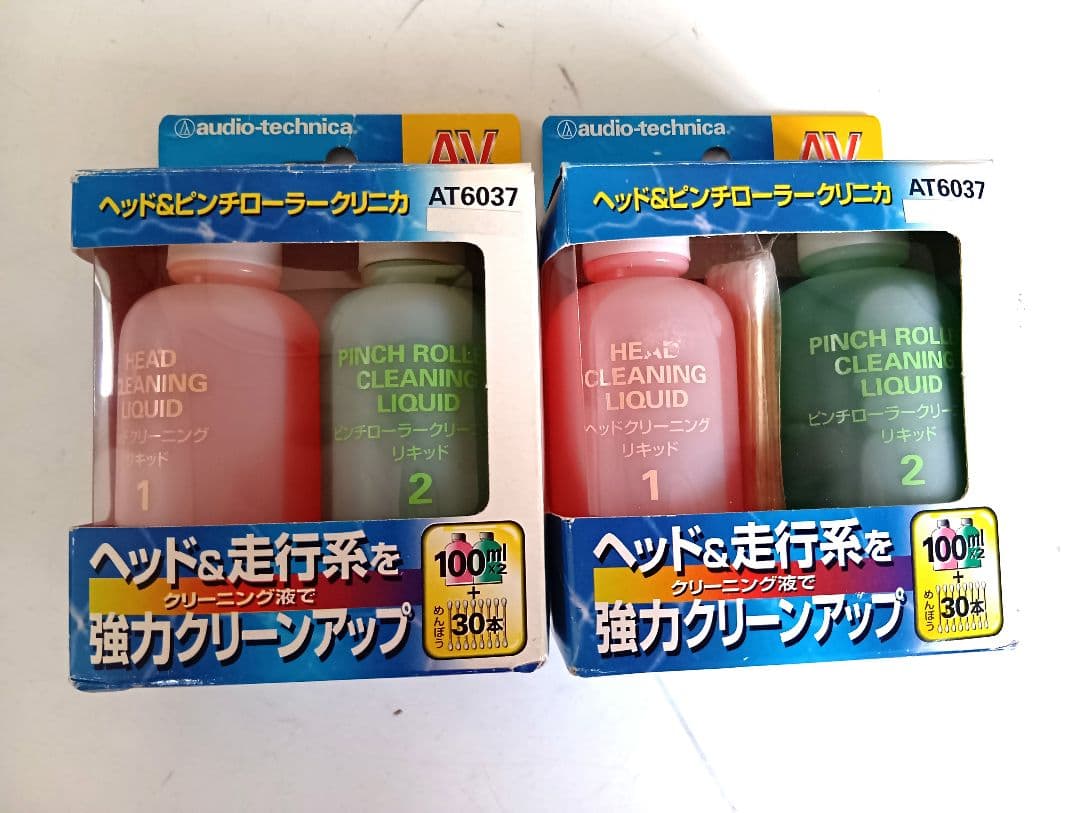 audio-technica
AV
ヘッド&ピンチローラークリニカ
AT6037
HEAD
CLEANING
LIQUID
ドクリーニング
リキッド
1
PINCH ROLL
CLEANING
LIQUID
ピンチローラークリー
リキッド
2
ヘッド&走行系を
クリーニング液で
強力クリーンアップ
100ml
×2
+
めんぼう
30本
audio-technica
AV
ヘッド&ピンチローラークリニカ
AT6037
HEAD
CLEANING
LIQUID
ヘッドクリーニング
リキッド
1
PINCH ROLL
CLEANING
LIQUID
ピンチローラークリー
リキッド
2
ヘッド&走行系を
クリーニング液で
強力クリーンアップ
100ml
×2
+
めんぼう
30本